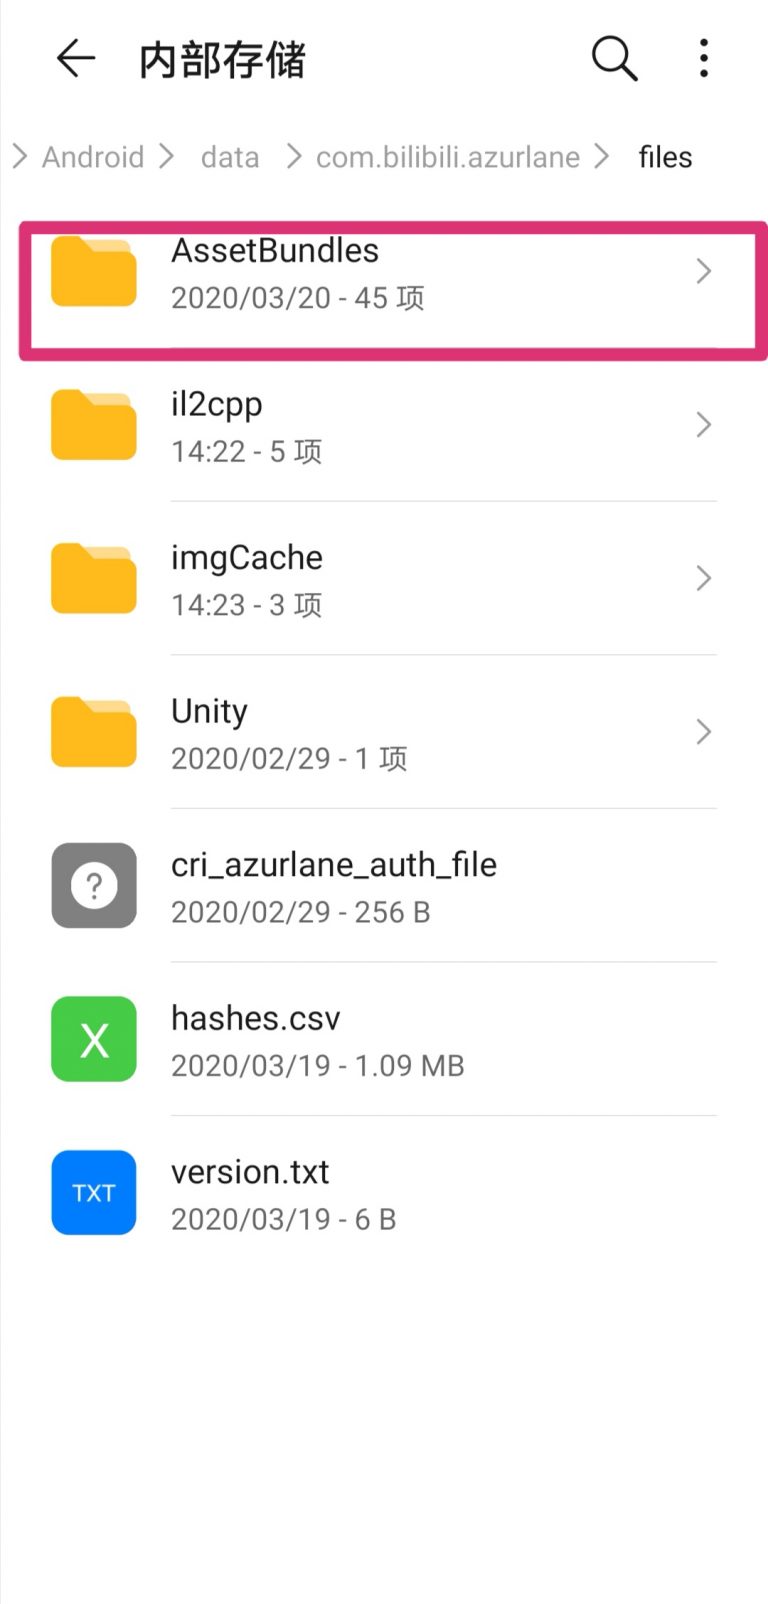 内部存储
Android data com.bilibili.azurlane files
AssetBundles
2020/03/20 - 45 项
il2cpp
14:22 - 5 项
imgCache
14:23 - 3 项
Unity
2020/02/29 - 1 项
?
cri_azurlane_auth_file
2020/02/29 - 256 B
X
hashes.csv
2020/03/19 - 1.09 MB
TXT
version.txt
2020/03/19 - 6 B